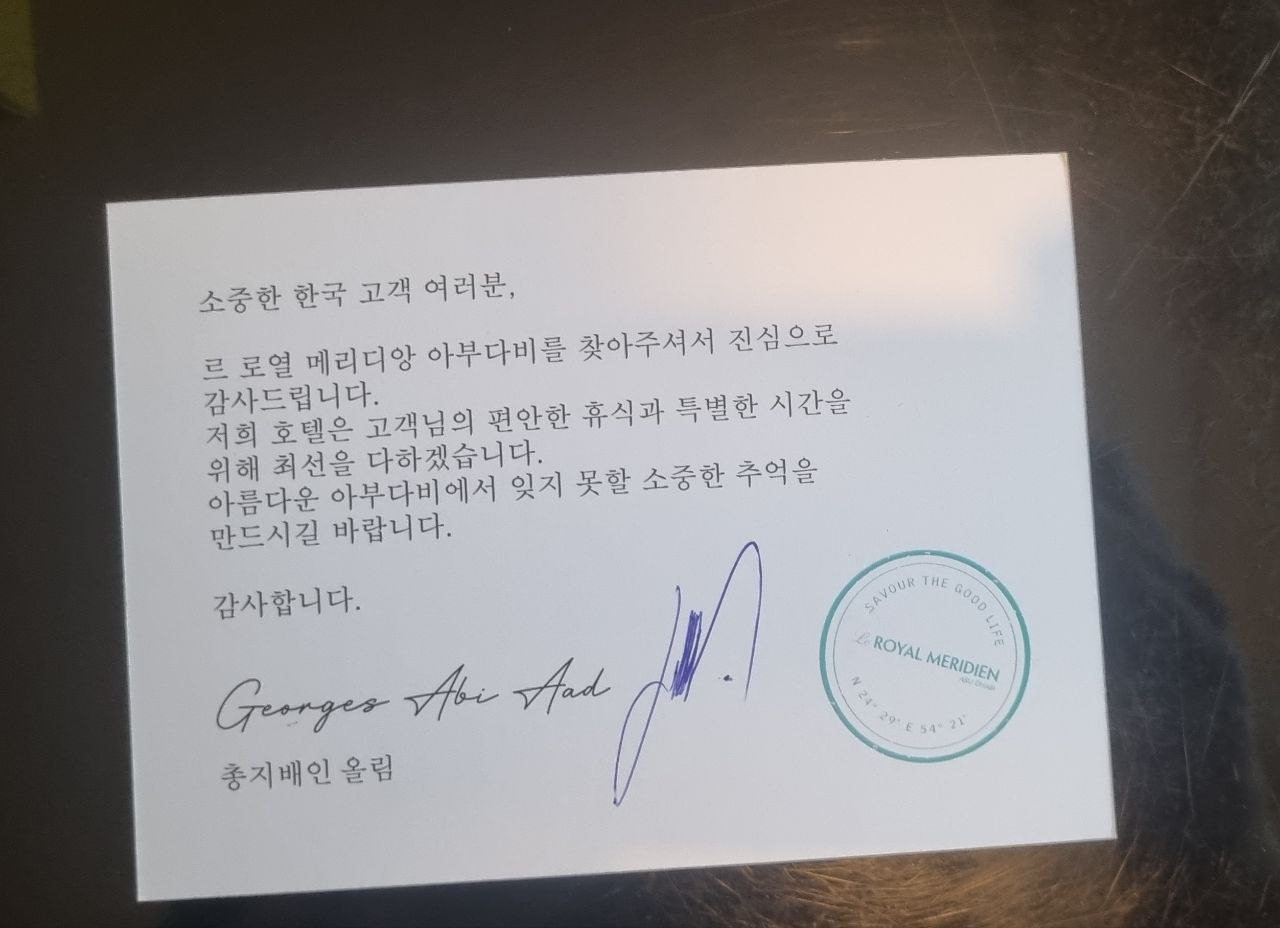 소중한 한국 고객 여러분,
르 로열 메리디앙 아부다비를 찾아주셔서 진심으로
감사드립니다.
저희 호텔은 고객님의 편안한 휴식과 특별한 시간을
위해 최선을 다하겠습니다.
아름다운 아부다비에서 잊지 못할 소중한 추억을
만드시길 바랍니다.
감사합니다.
Georges Abi Aad
총지배인 올림
SAVOUR THE GOOD LIFE
Le ROYAL MERIDIEN
ABU DHABI
N 24° 29' E 54° 21'